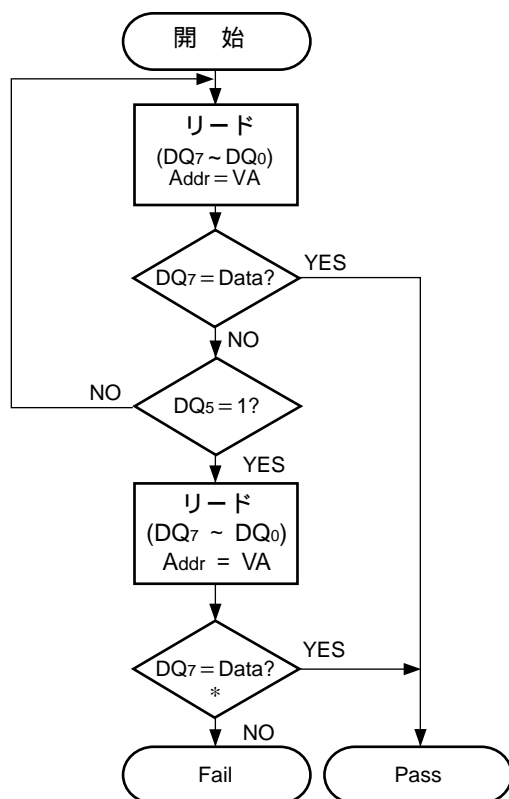 開　始
リード
(DQ7 ~ DQ0)
Addr = VA
DQ7 = Data?
YES
NO
NO
DQ5 = 1?
YES
リード
(DQ7 ~ DQ0)
Addr = VA
YES
DQ7 = Data?
*
NO
Fail
Pass